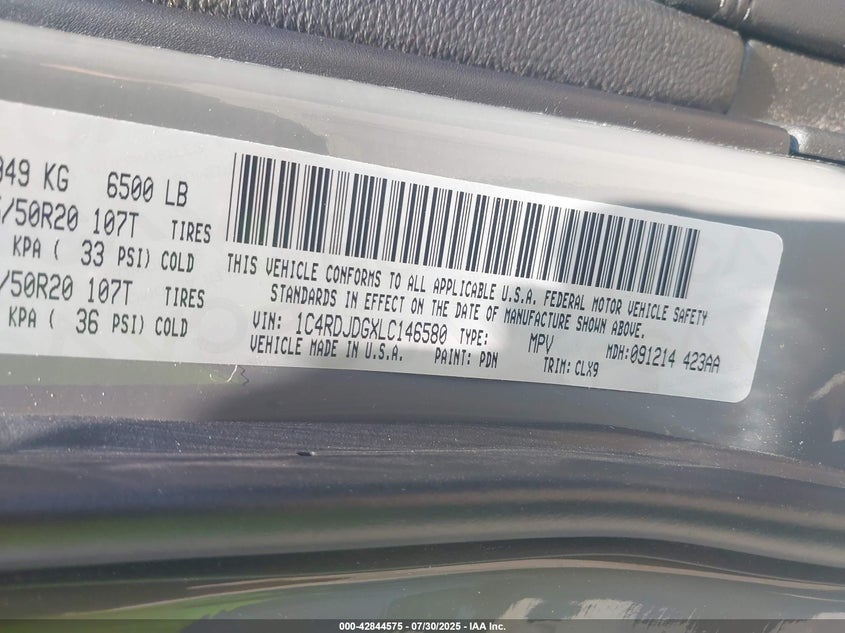 949 KG 6500 LB
/50R20 107T TIRES
KPA ( 33 PSI) COLD
/50R20 107T TIRES
KPA ( 36 PSI) COLD
THIS VEHICLE CONFORMS TO ALL APPLICABLE U.S.A. FEDERAL MOTOR VEHICLE SAFETY
STANDARDS IN EFFECT ON THE DATE OF MANUFACTURE SHOWN ABOVE.
VIN: 1C4RDJDGXLC146580 TYPE: MPV MDH:091214 423AA
VEHICLE MADE IN U.S.A. PAINT: PDN TRIM: CLX9
000-42844575 | 07/30/2025 | IAA Inc.